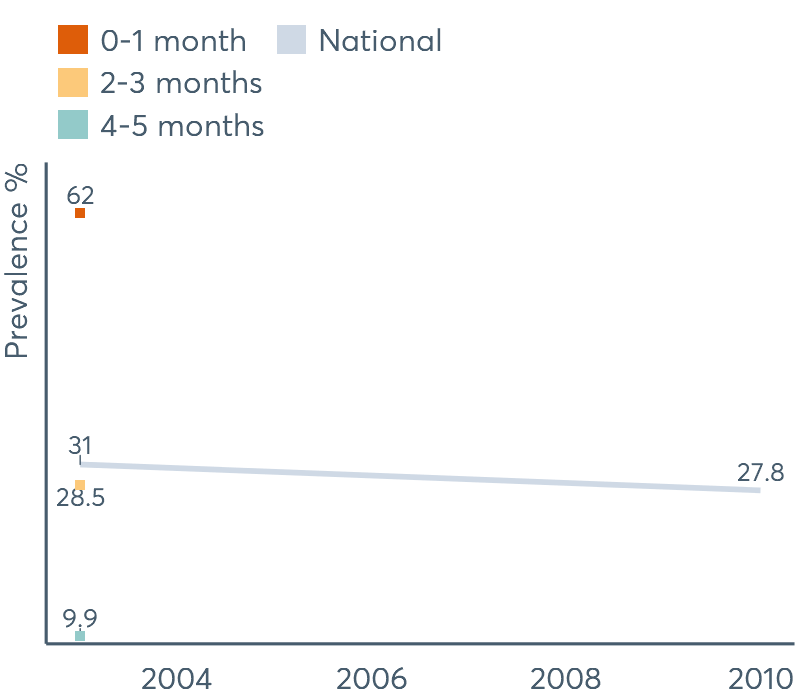 0-1 month National
2-3 months
4-5 months
Prevalence %
62
31
27.8
28.5
9.9
2004 2006 2008 2010